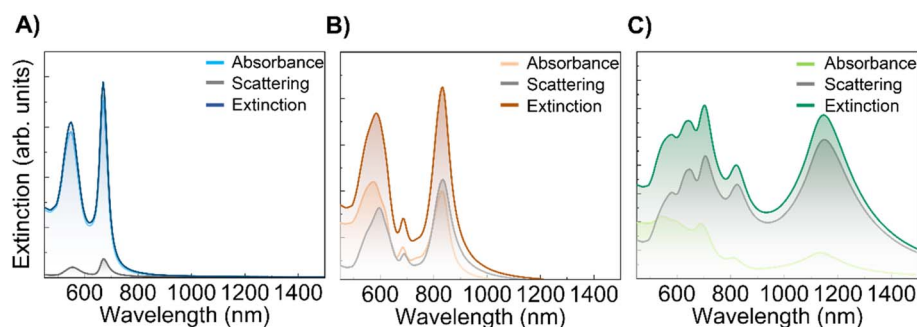 A)
B)
C)
Extinction (arb. units)
Absorbance
Scattering
Extinction
Absorbance
Scattering
Extinction
Absorbance
Scattering
Extinction
600 800 1000 1200 1400
600 800 1000 1200 1400
600 800 1000 1200 1400
Wavelength (nm)
Wavelength (nm)
Wavelength (nm)